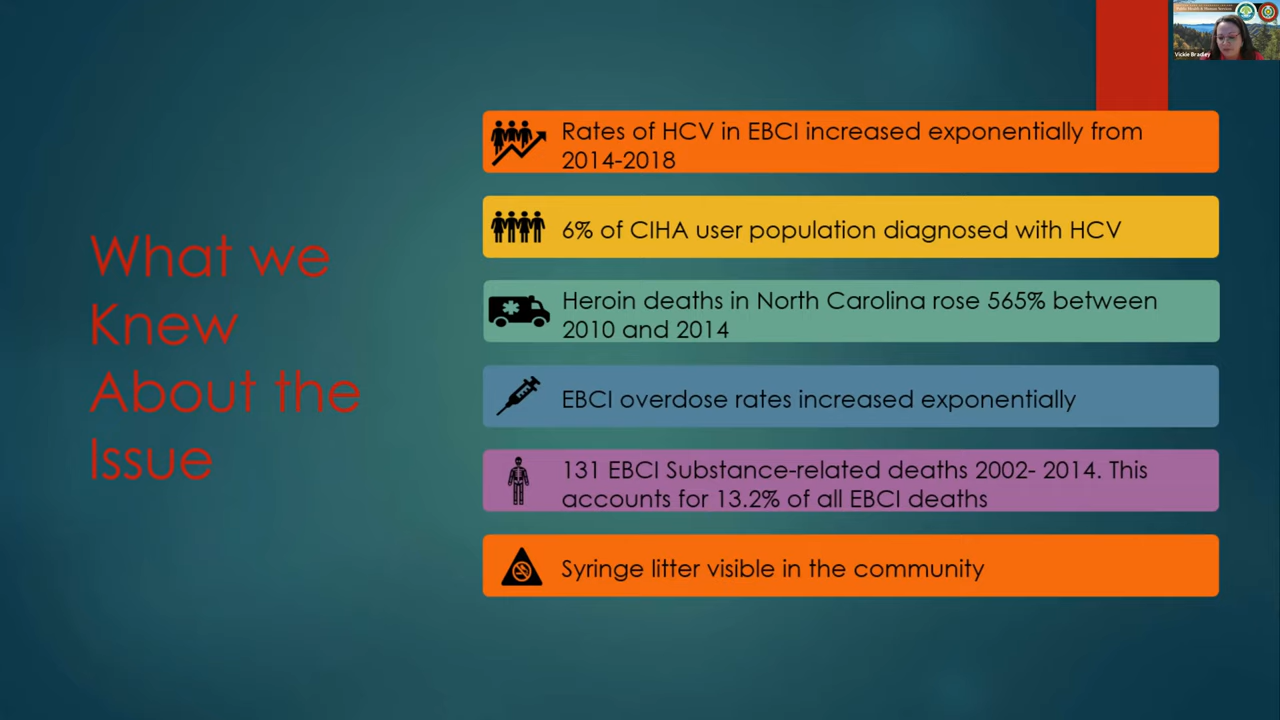 What we
Knew
About the
Issue
Rates of HCV in EBCI increased exponentially from
2014-2018
6% of CIHA user population diagnosed with HCV
Heroin deaths in North Carolina rose 565% between
2010 and 2014
EBCI overdose rates increased exponentially
131 EBCI Substance-related deaths 2002- 2014. This
accounts for 13.2% of all EBCI deaths
Syringe litter visible in the community
Vickie Bradley